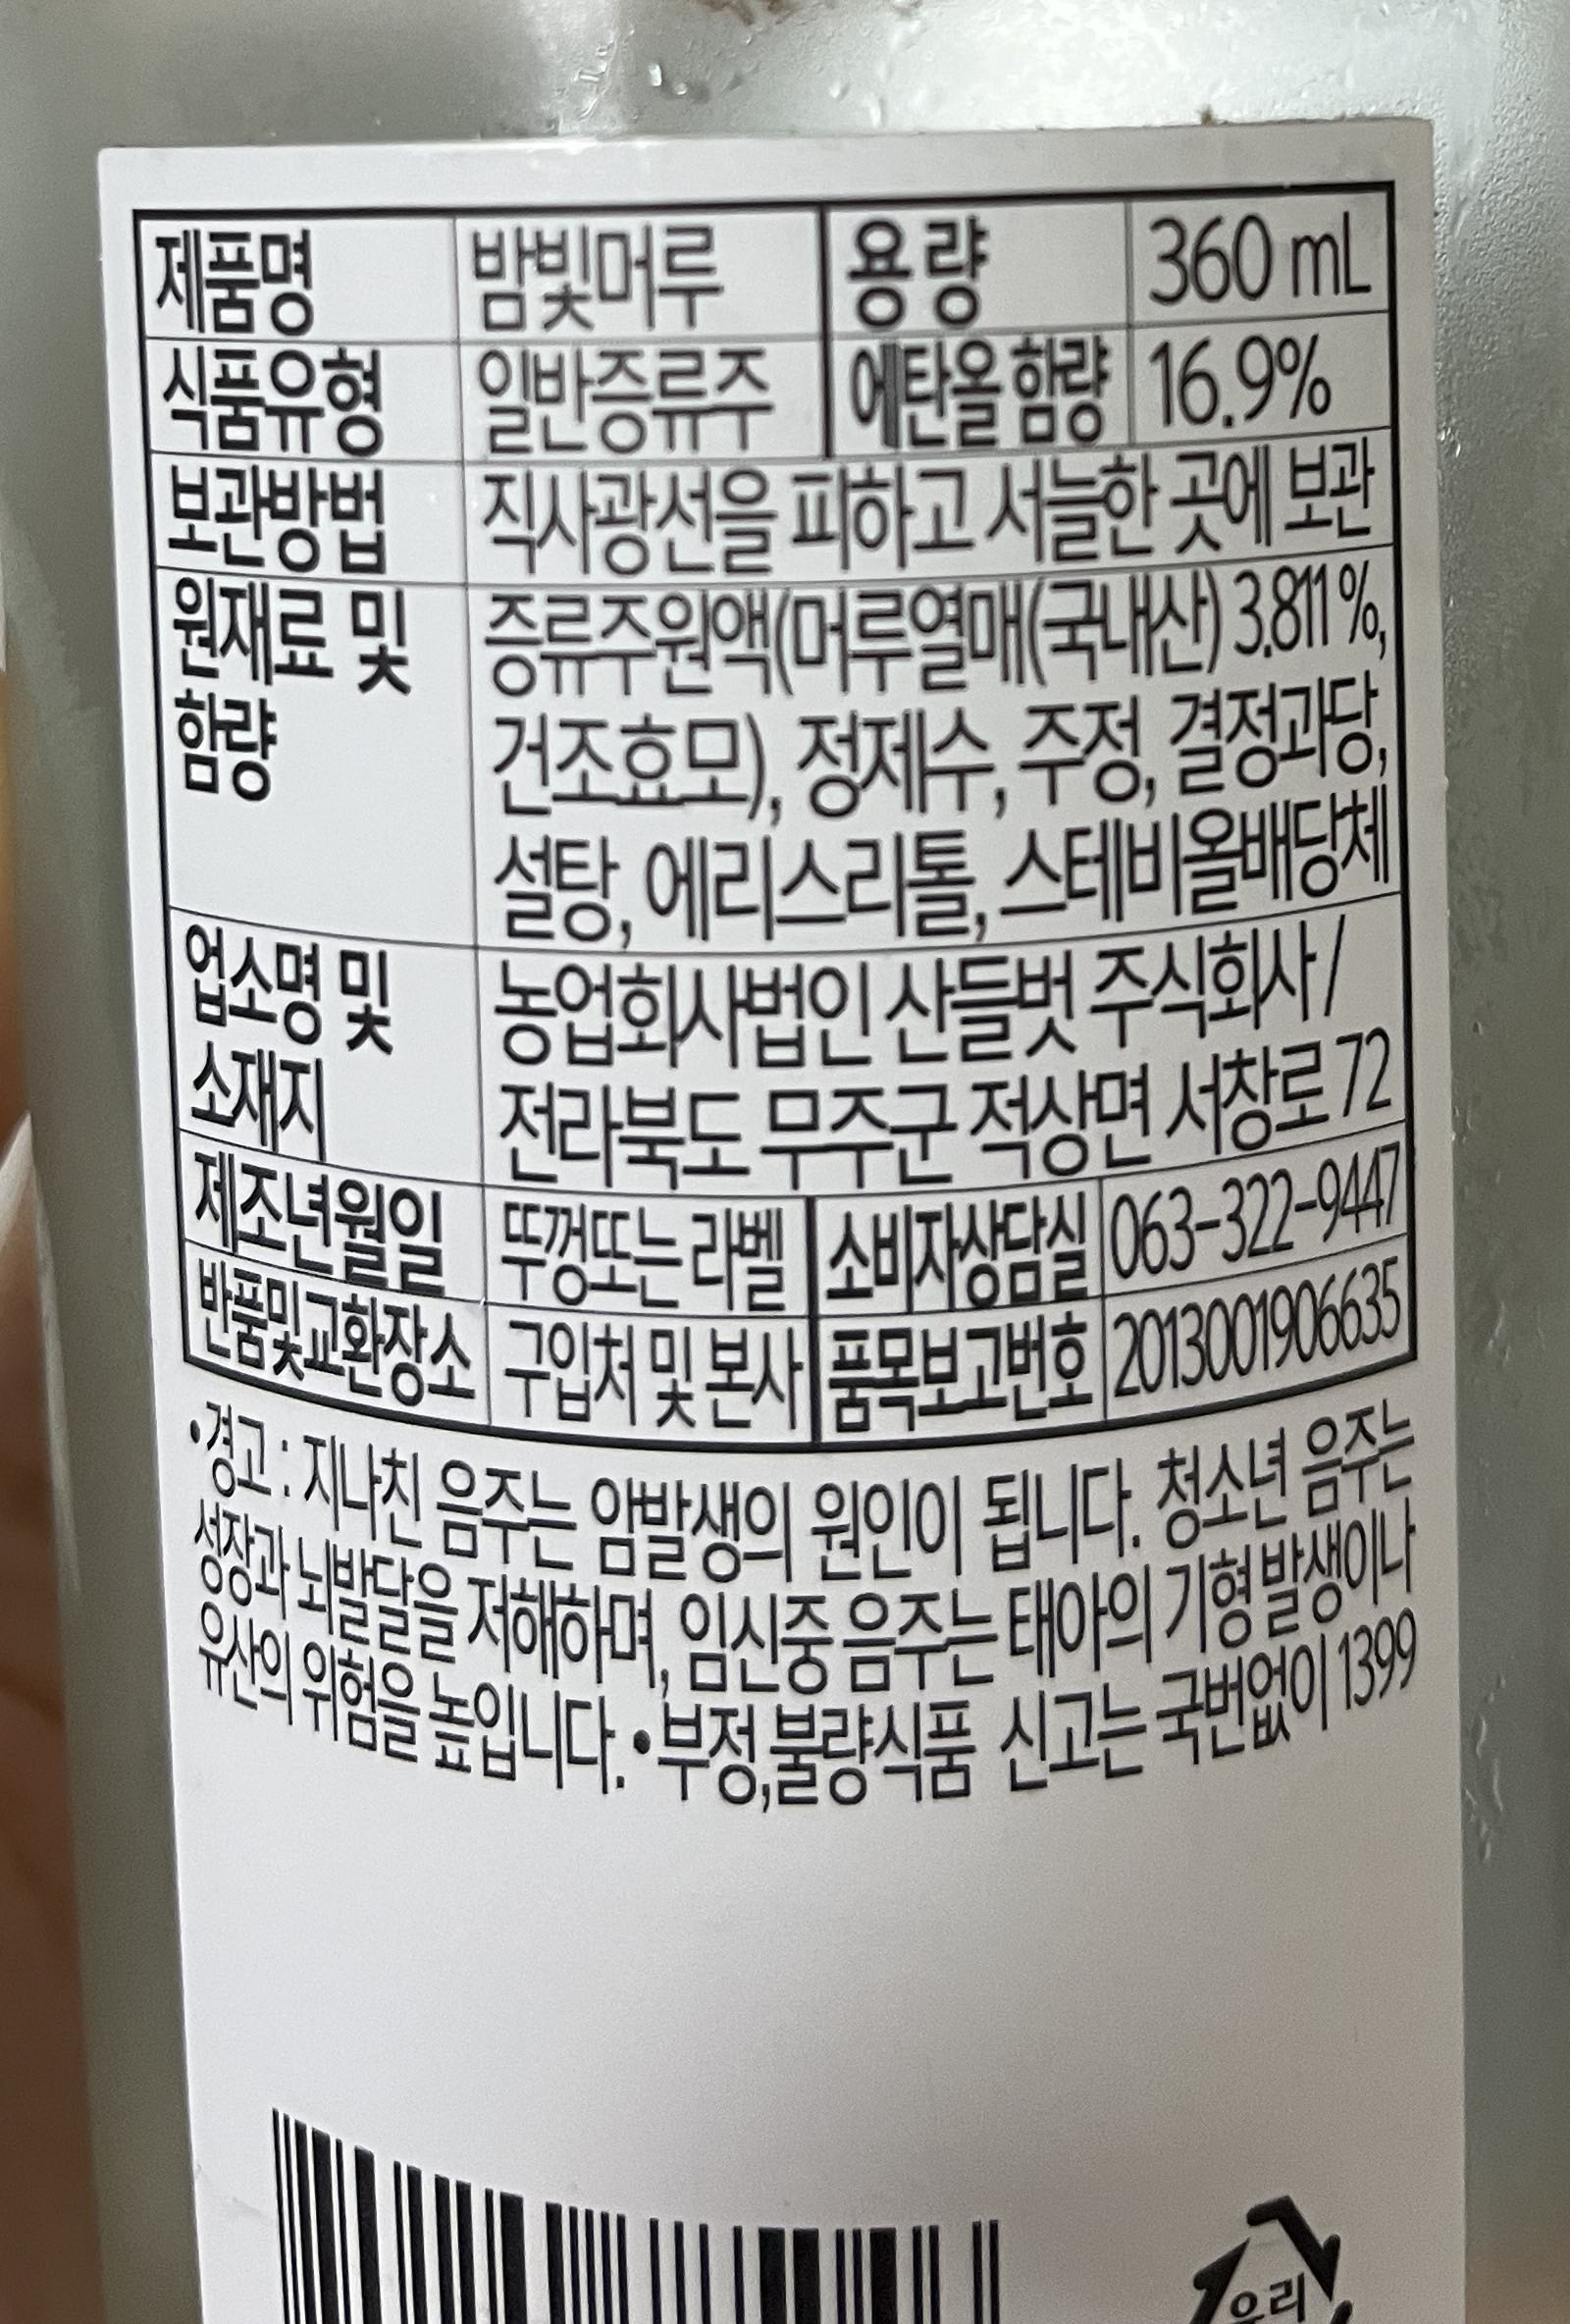 제품명 밤빛머루 용량 360 mL
식품유형 일반증류주 에탄올 함량 16.9%
보관방법 직사광선을 피하고 서늘한 곳에 보관
원재료 및 증류주원액(머루열매(국내산) 3.811%,
함량 건조효모), 정제수, 주정, 결정과당,
설탕, 에리스리톨, 스테비올배당체
업소명 및 농업회사법인 산들벗 주식회사 /
소재지 전라북도 무주군 적상면 서창로 72
제조년월일 뚜껑또는 라벨 소비자상담실 063-322-9447
반품및교환장소 구입처 및 본사 품목보고번호 2013001906635
•경고 : 지나친 음주는 암발생의 원인이 됩니다. 청소년 음주는
성장과 뇌발달을 저해하며, 임신중 음주는 태아의 기형발생이나
유산의 위험을 높입니다. •부정,불량식품 신고는 국번없이 1399
유리